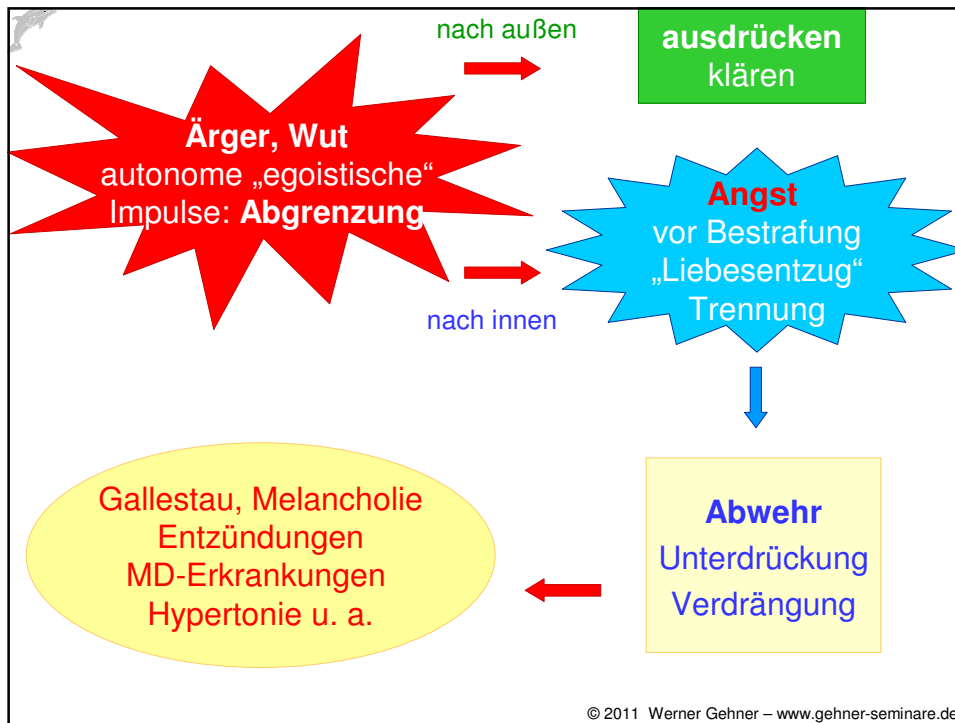 nach außen
ausdrücken
klären
Ärger, Wut
autonome „egoistische“
Impulse: Abgrenzung
Angst
vor Bestrafung
„Liebesentzug“
Trennung
nach innen
Abwehr
Unterdrückung
Verdrängung
Gallestau, Melancholie
Entzündungen
MD-Erkrankungen
Hypertonie u. a.
© 2011 Werner Gehner – www.gehner-seminare.de